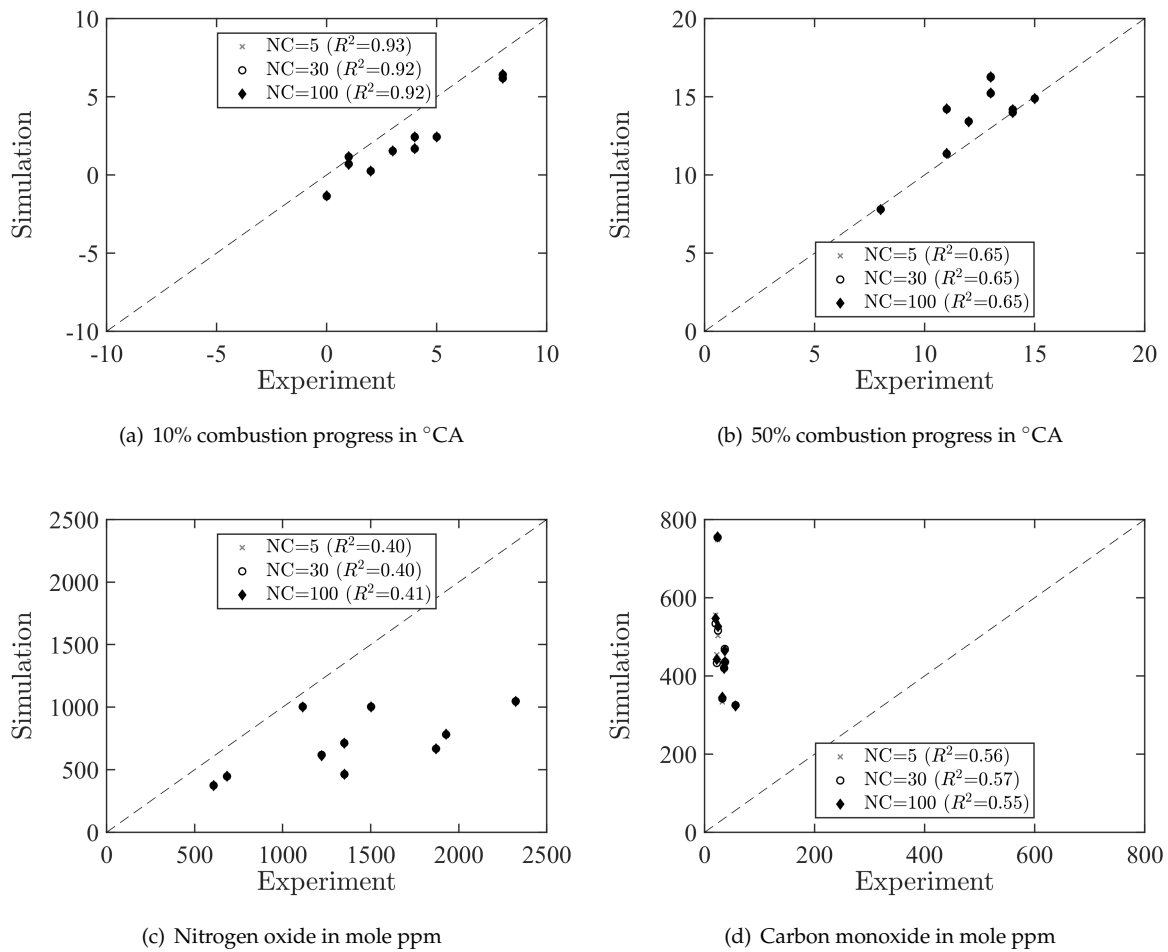 10
5
0
-5
-10
Simulation
NC=5 (R²=0.93)
NC=30 (R²=0.92)
NC=100 (R²=0.92)
-10 -5 0 5 10
Experiment
(a) 10% combustion progress in °CA
20
15
10
5
0
Simulation
NC=5 (R²=0.65)
NC=30 (R²=0.65)
NC=100 (R²=0.65)
0 5 10 15 20
Experiment
(b) 50% combustion progress in °CA
2500
2000
1500
1000
500
0
Simulation
NC=5 (R²=0.40)
NC=30 (R²=0.40)
NC=100 (R²=0.41)
0 500 1000 1500 2000 2500
Experiment
(c) Nitrogen oxide in mole ppm
800
600
400
200
0
Simulation
NC=5 (R²=0.56)
NC=30 (R²=0.57)
NC=100 (R²=0.55)
0 200 400 600 800
Experiment
(d) Carbon monoxide in mole ppm